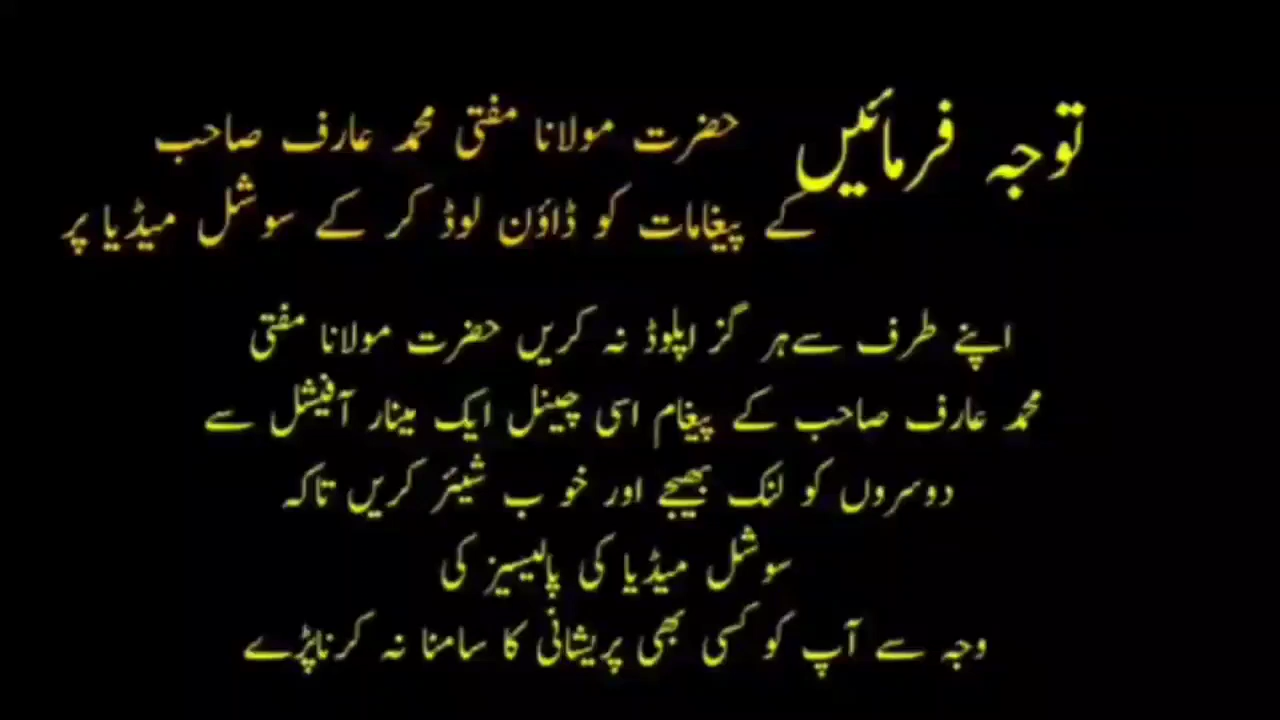 توجہ فرمائیں حضرت مولانا مفتی محمد عارف صاحب
کے پیغامات کو ڈاؤن لوڈ کر کے سوشل میڈیا پر
اپنے طرف سے ہر گز اپلوڈ نہ کریں حضرت مولانا مفتی
محمد عارف صاحب کے پیغام اسی چینل ایک مینار آفیشل سے
دوسروں کو لنک بھیجے اور خوب شیئر کریں تاکہ
سوشل میڈیا کی پالیسیز کی
وجہ سے آپ کو کسی بھی پریشانی کا سامنا نہ کرناپڑے